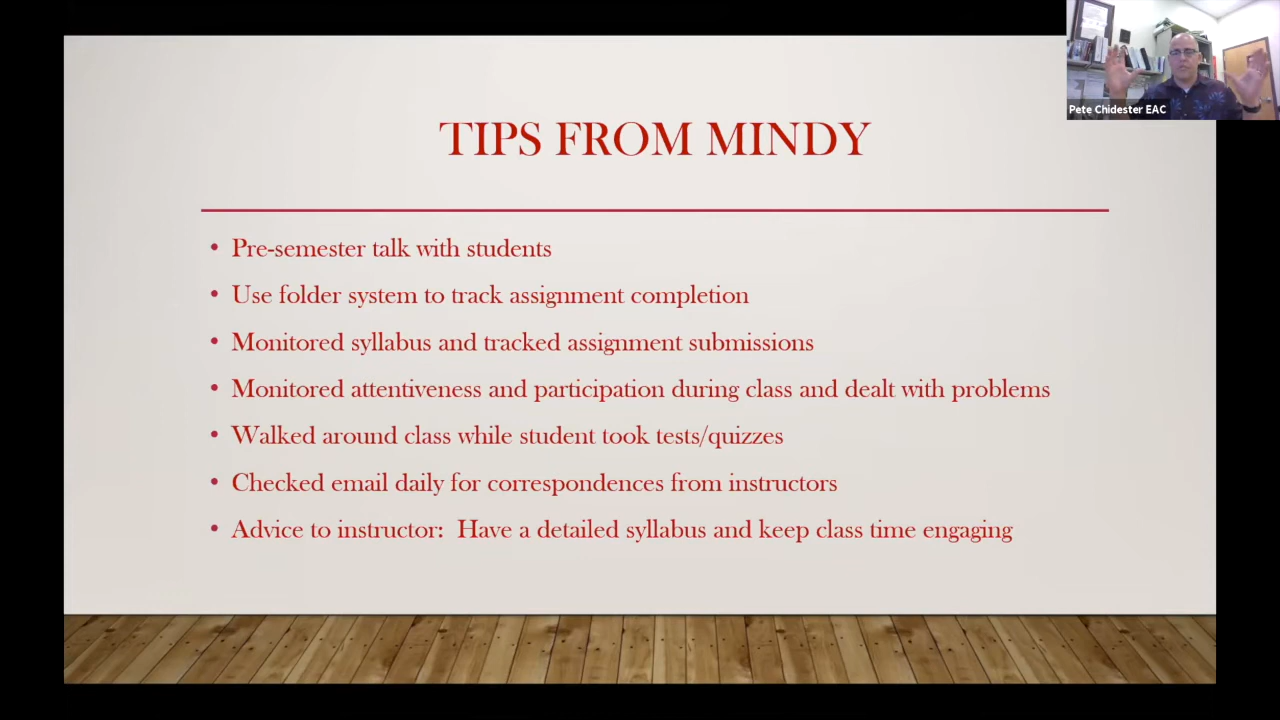 Pete Chidester EAC
TIPS FROM MINDY
• Pre-semester talk with students
• Use folder system to track assignment completion
• Monitored syllabus and tracked assignment submissions
• Monitored attentiveness and participation during class and dealt with problems
• Walked around class while student took tests/quizzes
• Checked email daily for correspondences from instructors
• Advice to instructor:  Have a detailed syllabus and keep class time engaging